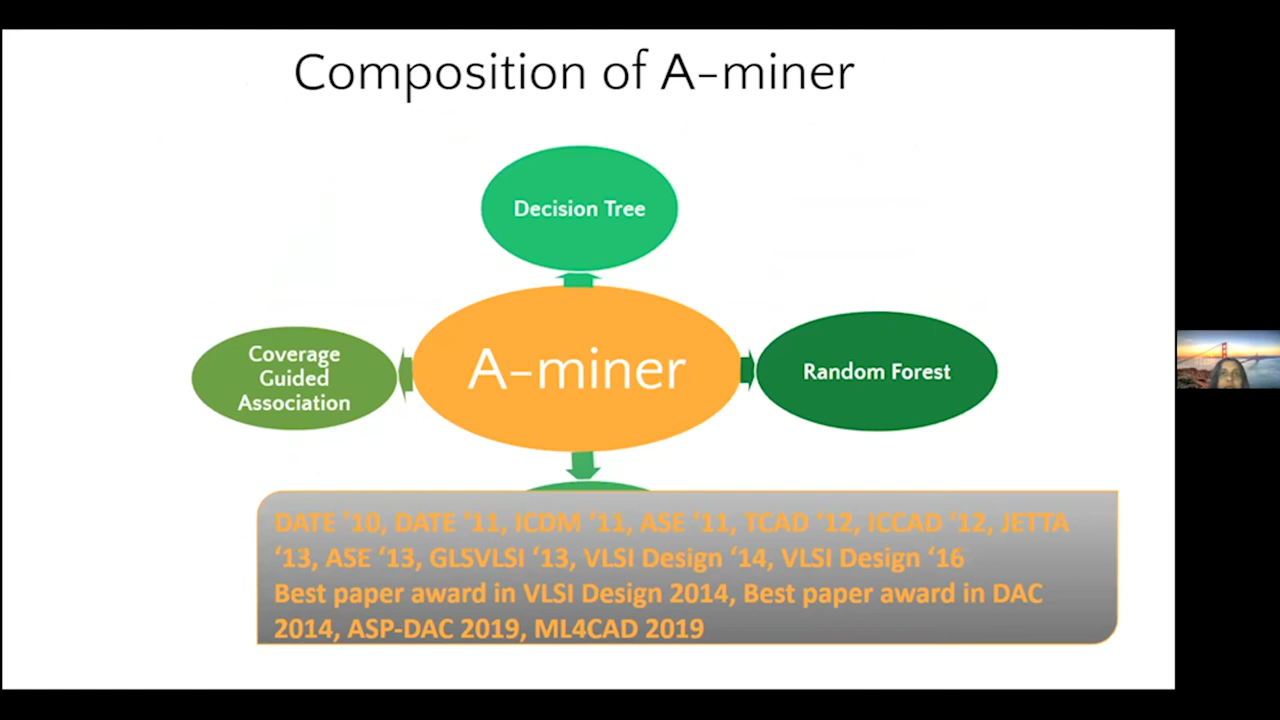 Composition of A-miner
Decision Tree
Coverage
Guided
Association
A-miner
Random Forest
DATE '10, DATE '11, ICDM '11, ASE '11, TCAD '12, ICCAD '12, JETTA
‘13, ASE ‘13, GLSVLSI ‘13, VLSI Design ‘14, VLSI Design ‘16
Best paper award in VLSI Design 2014, Best paper award in DAC
2014, ASP-DAC 2019, ML4CAD 2019